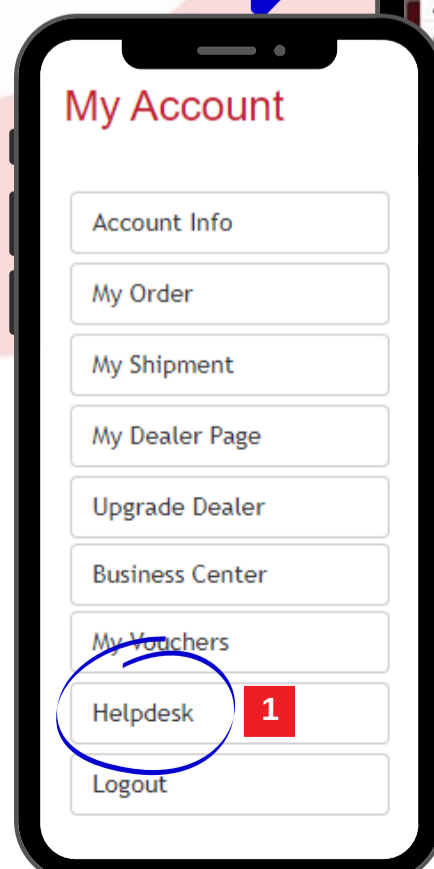 My Account
Account Info
My Order
My Shipment
My Dealer Page
Upgrade Dealer
Business Center
My Vouchers
Helpdesk
1
Logout